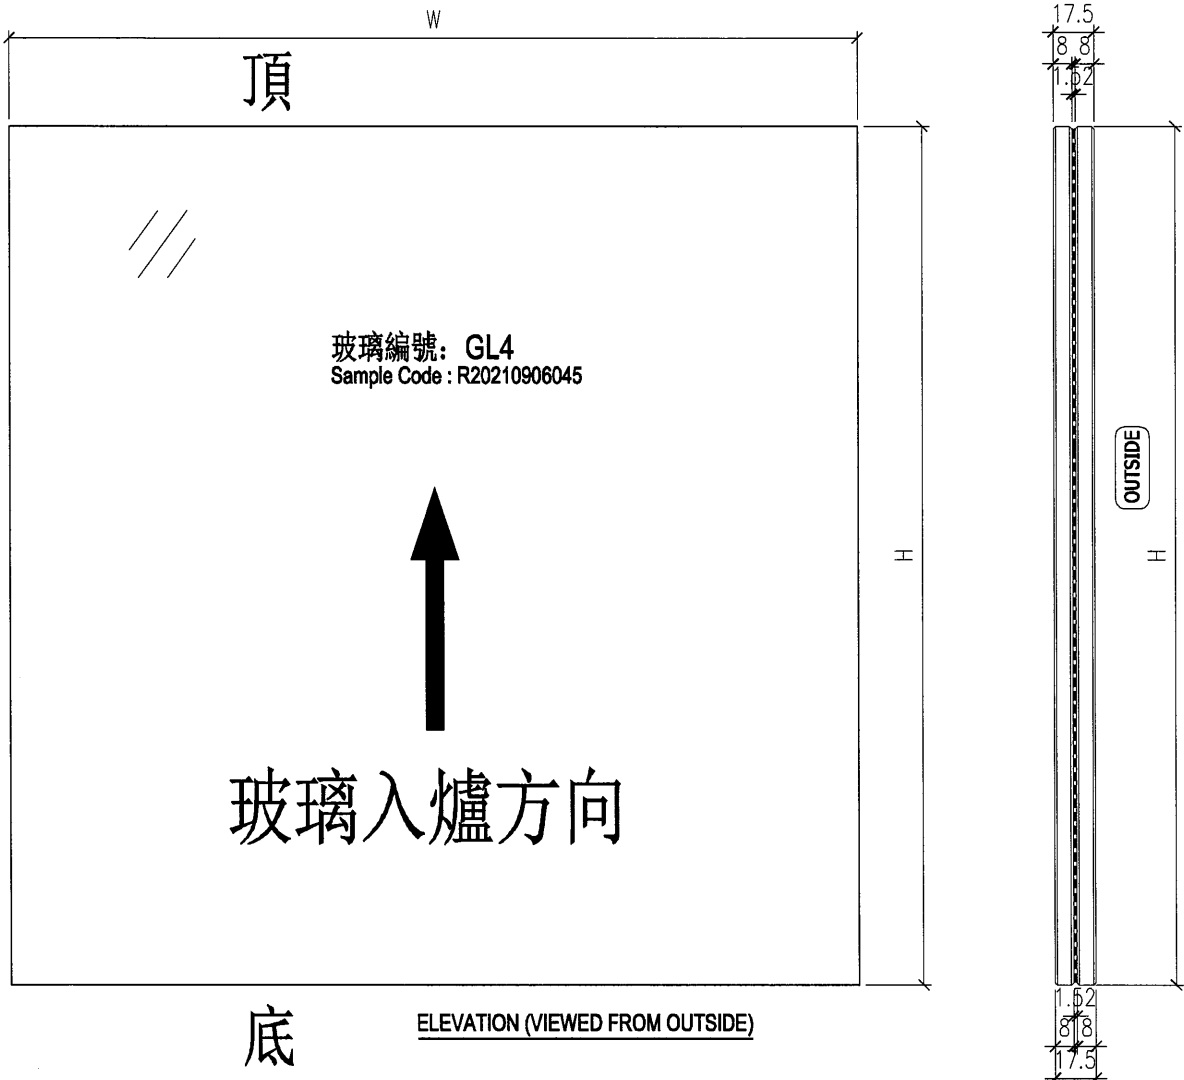 W
頂
玻璃編號: GL4
Sample Code : R20210906045
H
玻璃入爐方向
底
ELEVATION (VIEWED FROM OUTSIDE)
17.5
8 8
1.52
OUTSIDE
H
1.52
8 8
17.5